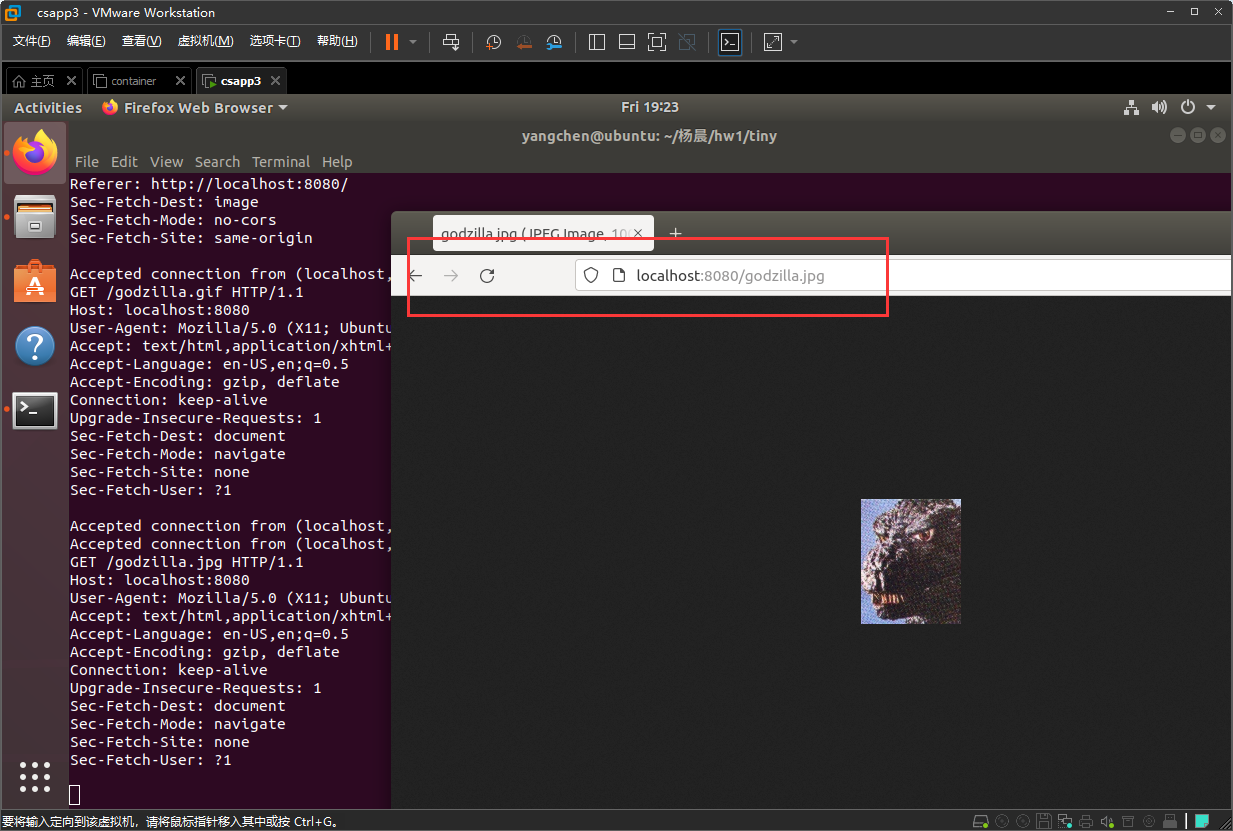 csapp3 - VMware Workstation
文件(F) 编辑(E) 查看(V) 虚拟机(M) 选项卡(T) 帮助(H)
主页 container csapp3
Activities Firefox Web Browser Fri 19:23
yangchen@ubuntu: ~/杨晨/hw1/tiny
File Edit View Search Terminal Help
Referer: http://localhost:8080/
Sec-Fetch-Dest: image
Sec-Fetch-Mode: no-cors
Sec-Fetch-Site: same-origin
Accepted connection from (localhost,
GET /godzilla.gif HTTP/1.1
Host: localhost:8080
User-Agent: Mozilla/5.0 (X11; Ubuntu
Accept: text/html,application/xhtml+
Accept-Language: en-US,en;q=0.5
Accept-Encoding: gzip, deflate
Connection: keep-alive
Upgrade-Insecure-Requests: 1
Sec-Fetch-Dest: document
Sec-Fetch-Mode: navigate
Sec-Fetch-Site: none
Sec-Fetch-User: ?1
Accepted connection from (localhost,
Accepted connection from (localhost,
GET /godzilla.jpg HTTP/1.1
Host: localhost:8080
User-Agent: Mozilla/5.0 (X11; Ubuntu
Accept: text/html,application/xhtml+
Accept-Language: en-US,en;q=0.5
Accept-Encoding: gzip, deflate
Connection: keep-alive
Upgrade-Insecure-Requests: 1
Sec-Fetch-Dest: document
Sec-Fetch-Mode: navigate
Sec-Fetch-Site: none
Sec-Fetch-User: ?1
godzilla.jpg (JPEG Image, 10
localhost:8080/godzilla.jpg
要将输入定向到该虚拟机，请将鼠标指针移入其中或按 Ctrl+G。